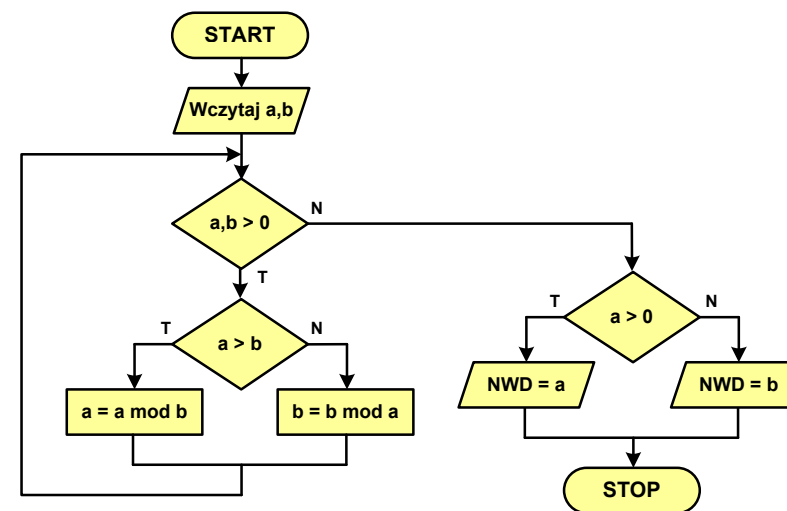 START
Wczytaj a,b
a,b > 0
N
T
a > b
T
N
a = a mod b
b = b mod a
a > 0
T
N
NWD = a
NWD = b
STOP